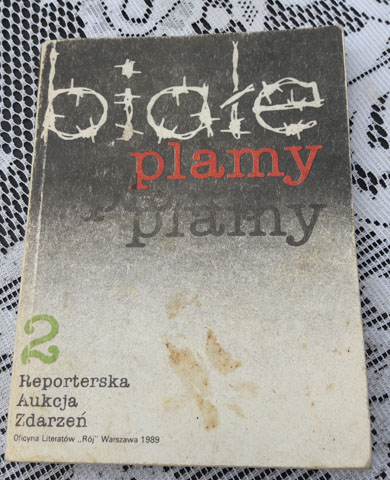 białe
plamy
plamy
2
Reporterska
Aukcja
Zdarzeń
Oficyna Literatów „Rój” Warszawa 1989